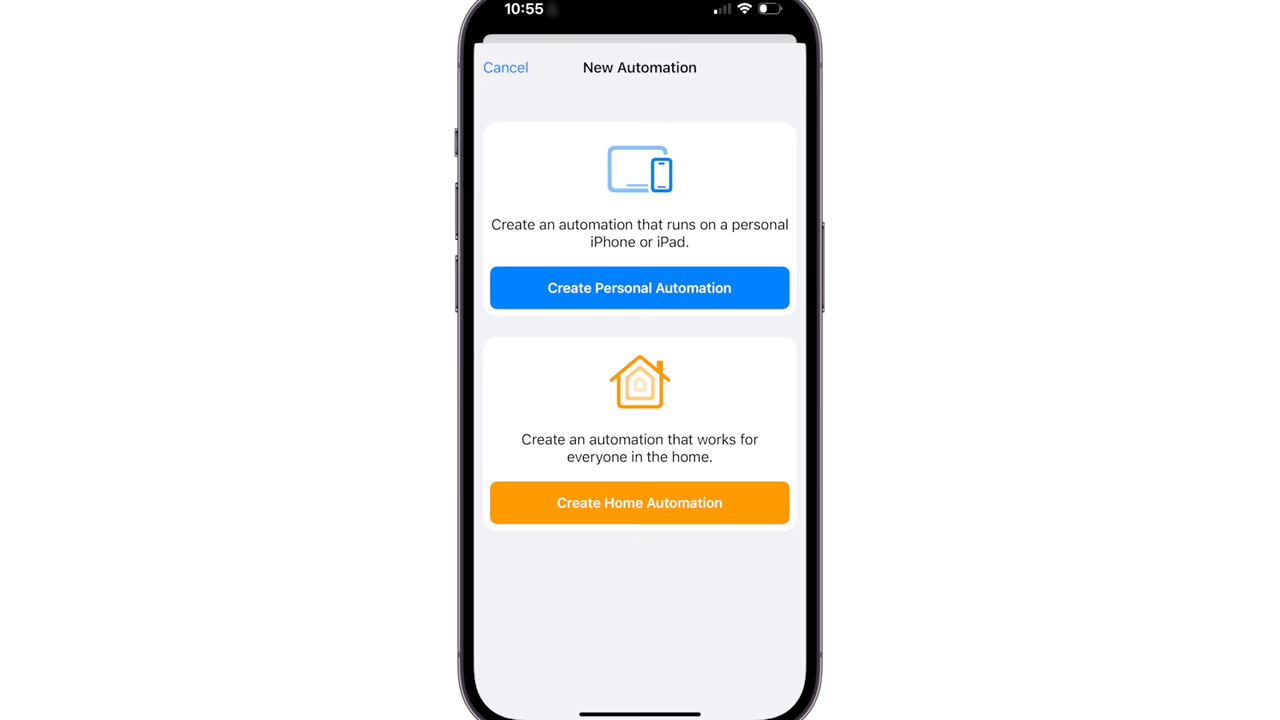 10:55
Cancel
New Automation
Create an automation that runs on a personal
iPhone or iPad.
Create Personal Automation
Create an automation that works for
everyone in the home.
Create Home Automation